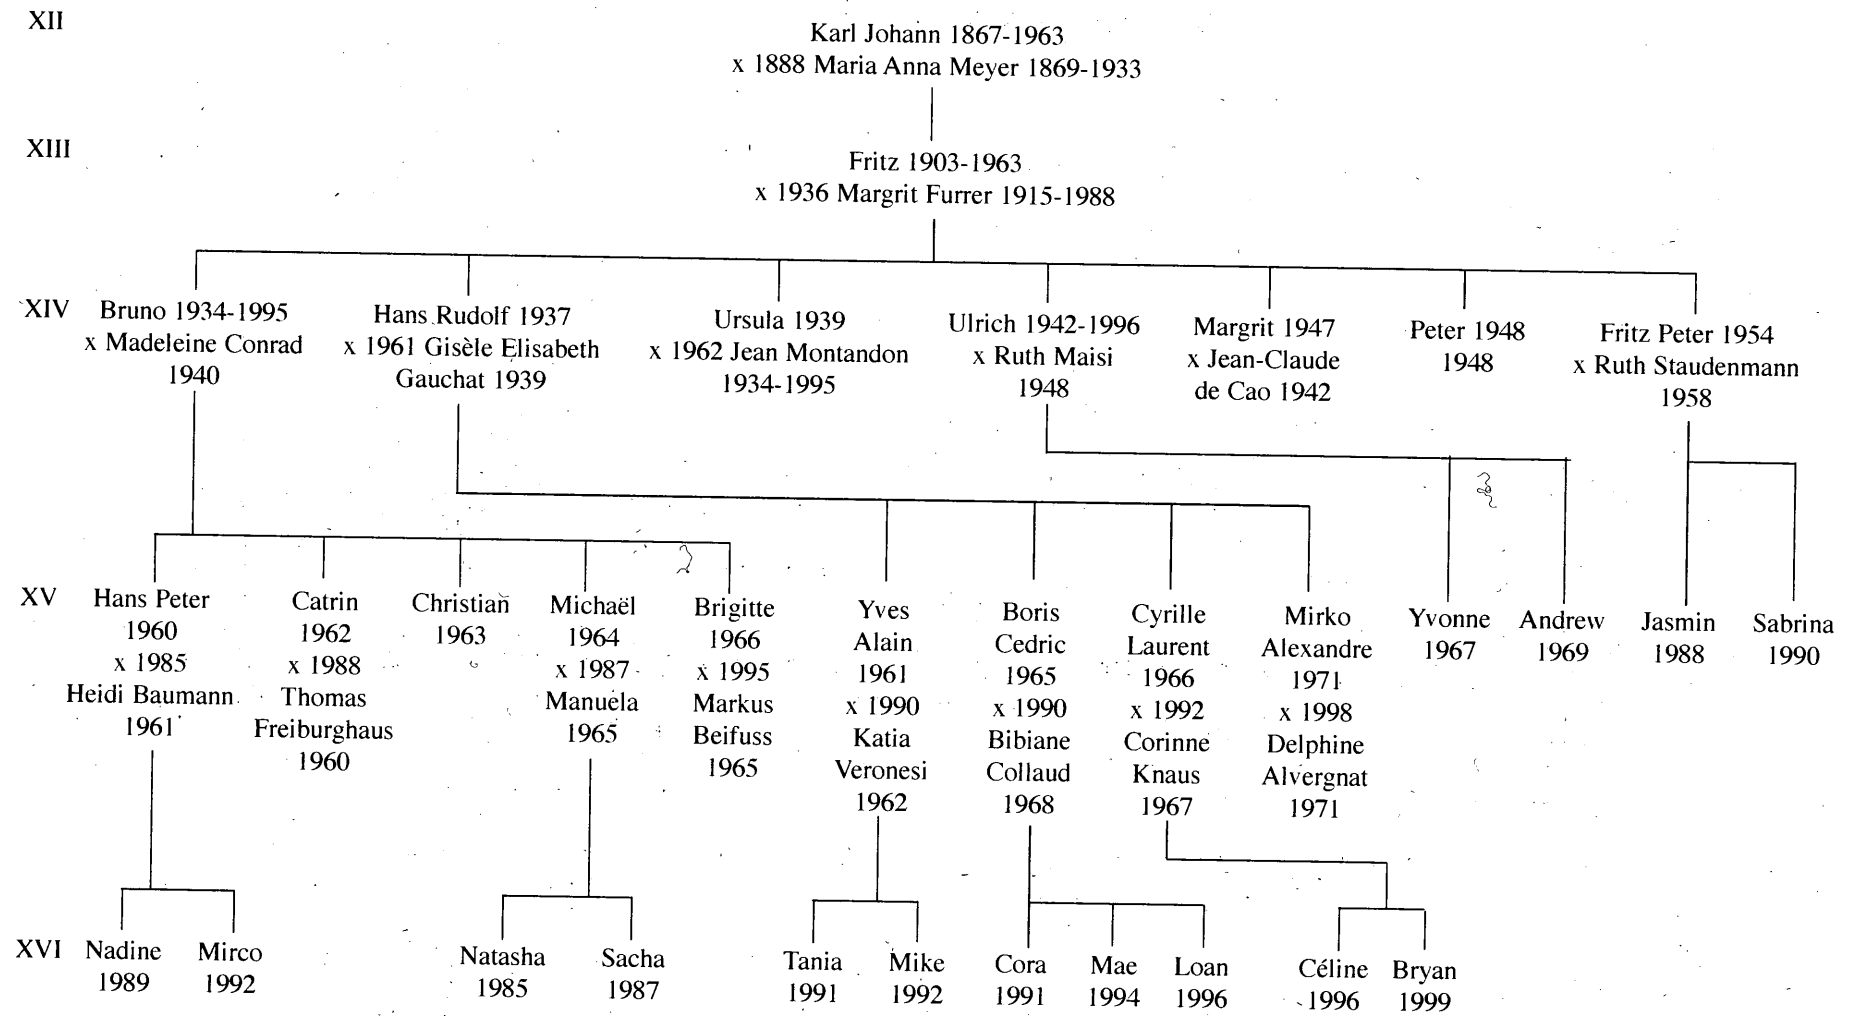 XII
Karl Johann 1867-1963
x 1888 Maria Anna Meyer 1869-1933
XIII
Fritz 1903-1963
x 1936 Margrit Furrer 1915-1988
XIV
Bruno 1934-1995
x Madeleine Conrad
1940
Hans Rudolf 1937
x 1961 Gisèle Elisabeth
Gauchat 1939
Ursula 1939
x 1962 Jean Montandon
1934-1995
Ulrich 1942-1996
x Ruth Maisi
1948
Margrit 1947
x Jean-Claude
de Cao 1942
Peter 1948
1948
Fritz Peter 1954
x Ruth Staudenmann
1958
XV
Hans Peter
1960
x 1985
Heidi Baumann
1961
Catrin
1962
x 1988
Thomas
Freiburghaus
1960
Christian
1963
Michaël
1964
x 1987
Manuela
1965
Brigitte
1966
x 1995
Markus
Beifuss
1965
Yves
Alain
1961
x 1990
Katia
Veronesi
1962
Boris
Cedric
1965
x 1990
Bibiane
Collaud
1968
Cyrille
Laurent
1966
x 1992
Corinne
Knaus
1967
Mirko
Alexandre
1971
x 1998
Delphine
Alvergnat
1971
Yvonne
1967
Andrew
1969
Jasmin
1988
Sabrina
1990
XVI
Nadine
1989
Mirco
1992
Natasha
1985
Sacha
1987
Tania
1991
Mike
1992
Cora
1991
Mae
1994
Loan
1996
Céline
1996
Bryan
1999